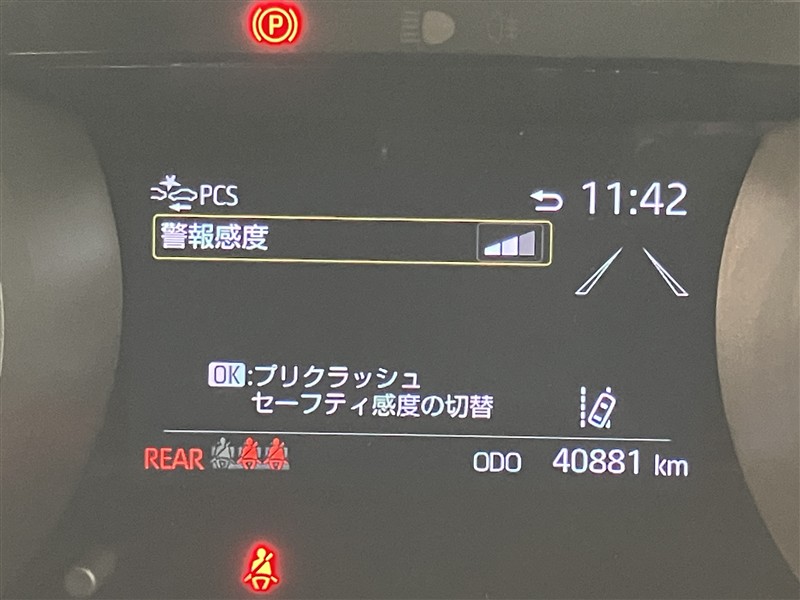 P
PCS
11:42
警報感度
OK:プリクラッシュ
セーフティ感度の切替
REAR
ODO 40881 km